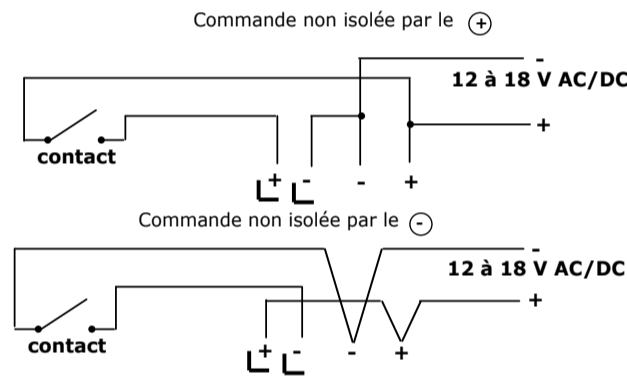 Commande non isolée par le +
-
12 à 18 V AC/DC
+
contact
+ - - +
Commande non isolée par le -
-
12 à 18 V AC/DC
+
contact
+ - - +